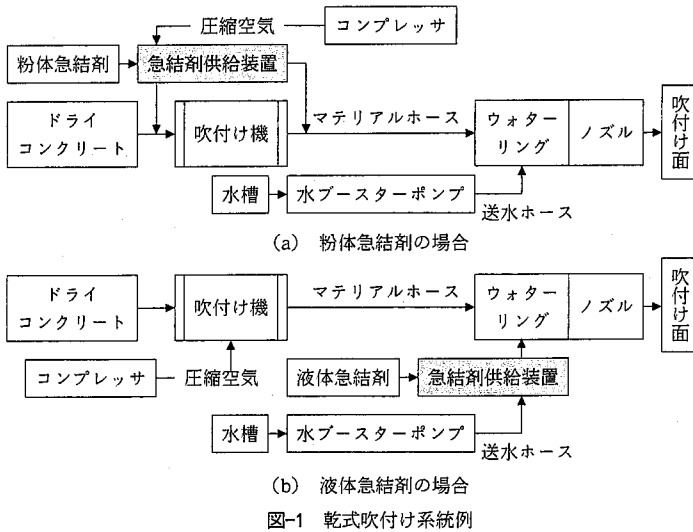 圧縮空気
コンプレッサ
粉体急結剤
急結剤供給装置
ドライ
コンクリート
吹付け機
マテリアルホース
ウォター
リング
ノズル
吹付け面
水槽
水ブースターポンプ
送水ホース
(a) 粉体急結剤の場合
ドライ
コンクリート
吹付け機
マテリアルホース
ウォター
リング
ノズル
吹付け面
コンプレッサ
圧縮空気
液体急結剤
急結剤供給装置
水槽
水ブースターポンプ
送水ホース
(b) 液体急結剤の場合
図-1 乾式吹付け系統例